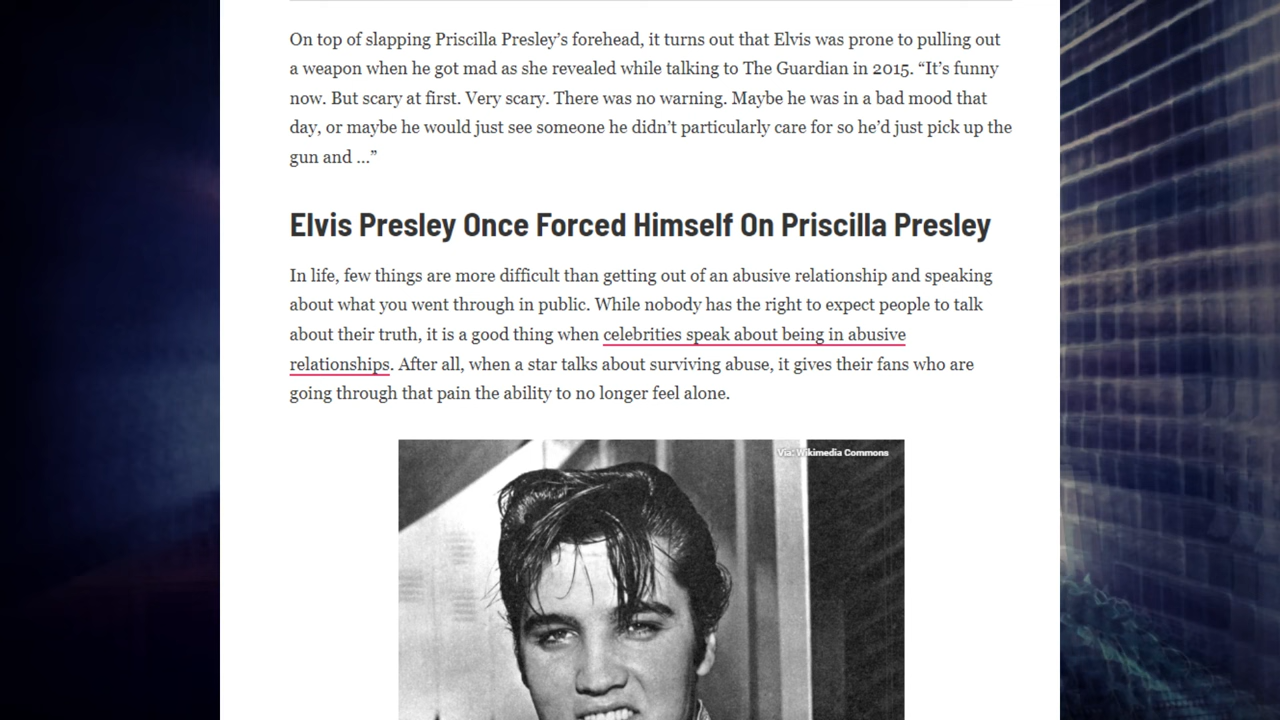 On top of slapping Priscilla Presley’s forehead, it turns out that Elvis was prone to pulling out
a weapon when he got mad as she revealed while talking to The Guardian in 2015. “It’s funny
now. But scary at first. Very scary. There was no warning. Maybe he was in a bad mood that
day, or maybe he would just see someone he didn’t particularly care for so he’d just pick up the
gun and ...”
Elvis Presley Once Forced Himself On Priscilla Presley
In life, few things are more difficult than getting out of an abusive relationship and speaking
about what you went through in public. While nobody has the right to expect people to talk
about their truth, it is a good thing when celebrities speak about being in abusive
relationships. After all, when a star talks about surviving abuse, it gives their fans who are
going through that pain the ability to no longer feel alone.
Via: Wikimedia Commons